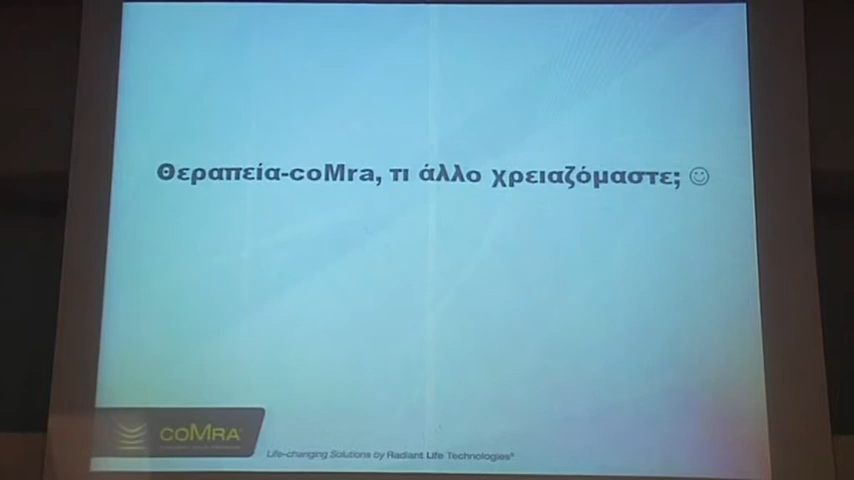 Θεραπεία-coMra, τι άλλο χρειαζόμαστε; ☺
COMRA
Life-changing Solutions by Radiant Life Technologies®